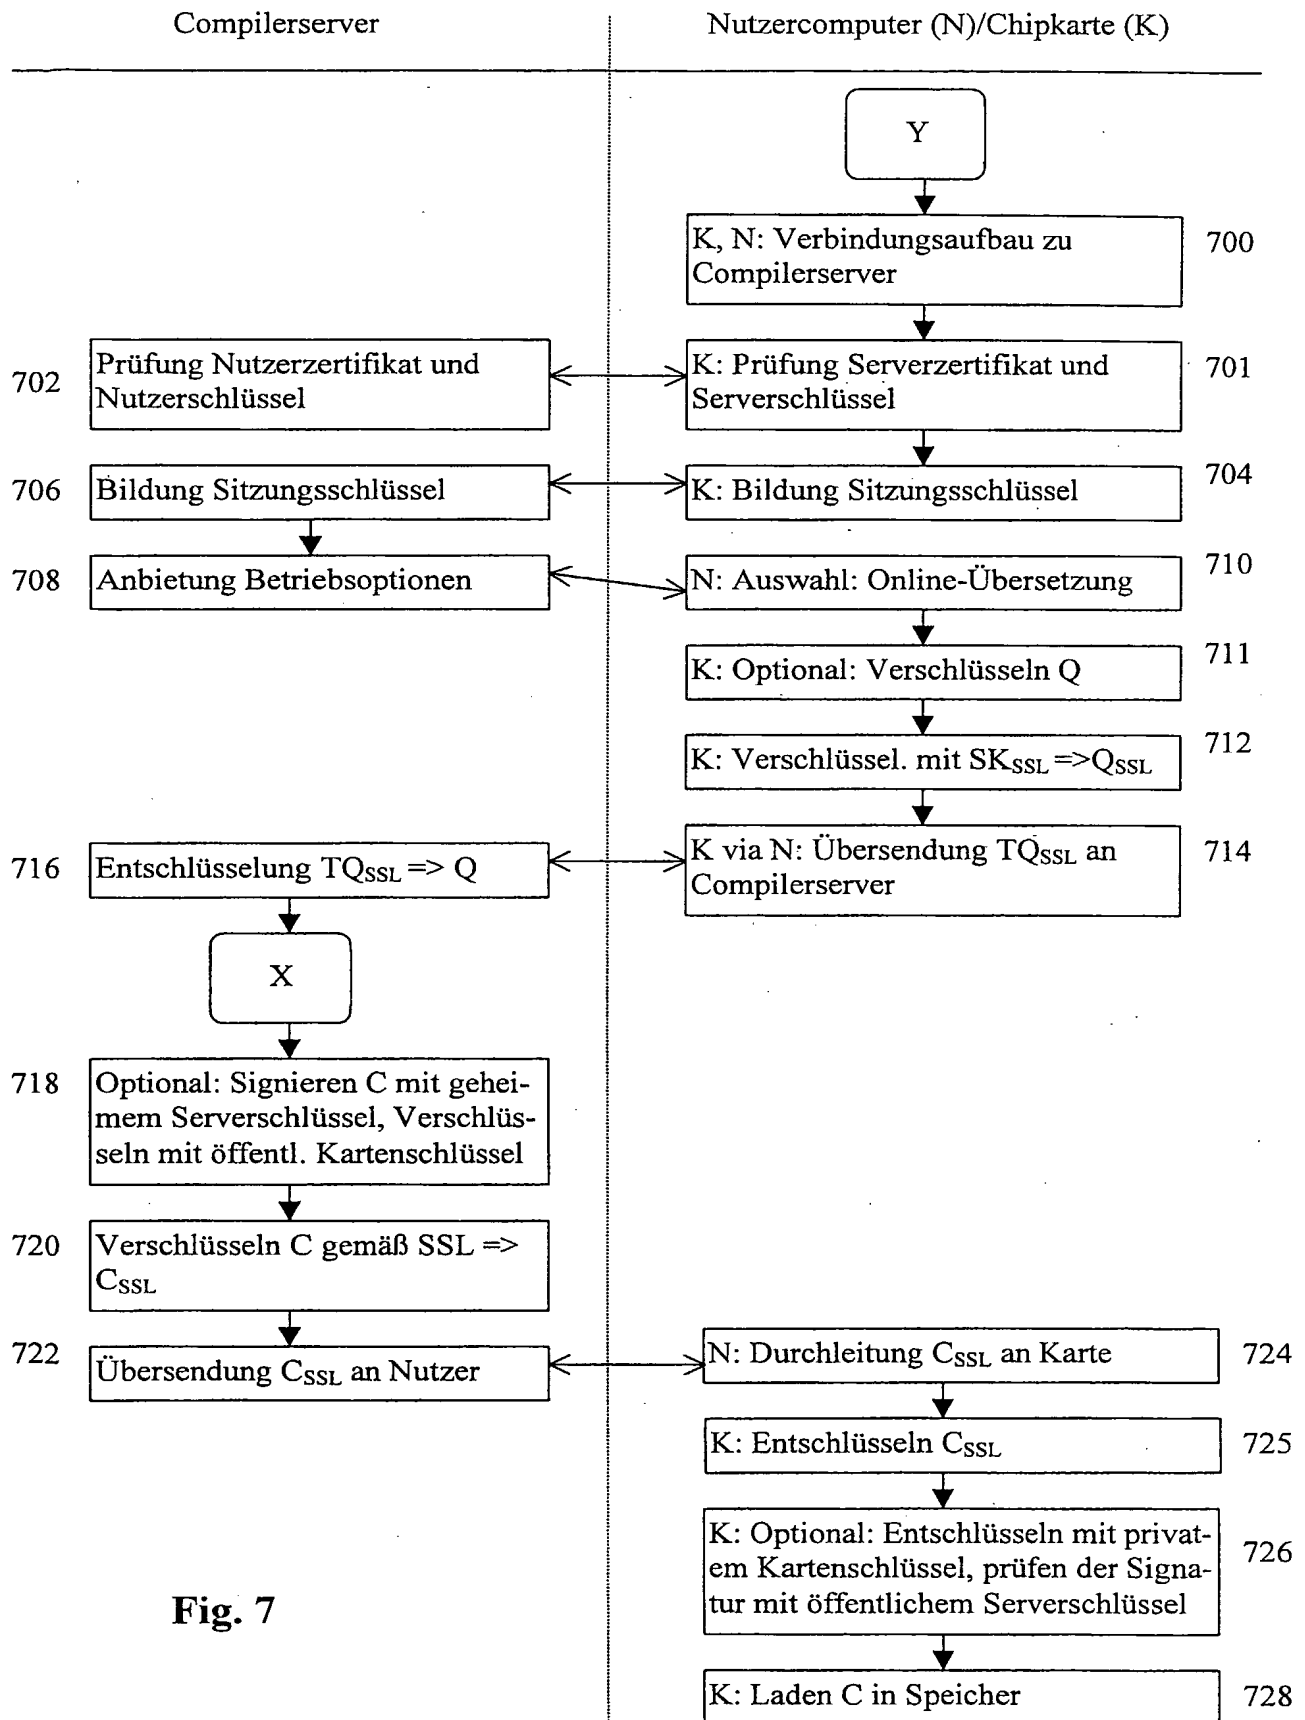 Compilerserver
Nutzercomputer (N)/Chipkarte (K)
Y
K, N: Verbindungsaufbau zu
Compilerserver
700
702
Prüfung Nutzerzertifikat und
Nutzerschlüssel
K: Prüfung Serverzertifikat und
Serverschlüssel
701
706
Bildung Sitzungsschlüssel
K: Bildung Sitzungsschlüssel
704
708
Anbietung Betriebsoptionen
N: Auswahl: Online-Übersetzung
710
K: Optional: Verschlüsseln Q
711
K: Verschlüssel. mit SKSSL =>QSSL
712
716
Entschlüsselung TQSSL => Q
K via N: Übersendung TQSSL an
Compilerserver
714
X
718
Optional: Signieren C mit gehei-
mem Serverschlüssel, Verschlüs-
seln mit öffentl. Kartenschlüssel
720
Verschlüsseln C gemäß SSL =>
CSSL
722
Übersendung CSSL an Nutzer
N: Durchleitung CSSL an Karte
724
K: Entschlüsseln CSSL
725
K: Optional: Entschlüsseln mit privat-
em Kartenschlüssel, prüfen der Signa-
tur mit öffentlichem Serverschlüssel
726
K: Laden C in Speicher
728
Fig. 7